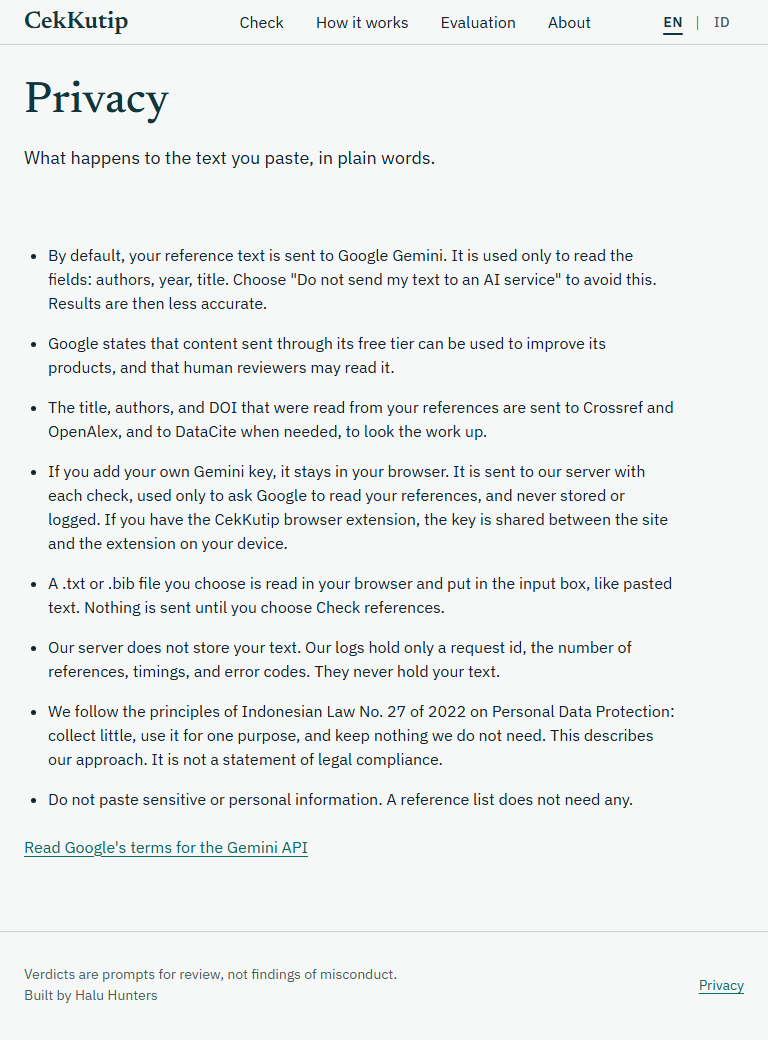 CekKutip
Check
How it works
Evaluation
About
EN | ID
Privacy
What happens to the text you paste, in plain words.
• By default, your reference text is sent to Google Gemini. It is used only to read the
fields: authors, year, title. Choose "Do not send my text to an AI service" to avoid this.
Results are then less accurate.
• Google states that content sent through its free tier can be used to improve its
products, and that human reviewers may read it.
• The title, authors, and DOI that were read from your references are sent to Crossref and
OpenAlex, and to DataCite when needed, to look the work up.
• If you add your own Gemini key, it stays in your browser. It is sent to our server with
each check, used only to ask Google to read your references, and never stored or
logged. If you have the CekKutip browser extension, the key is shared between the site
and the extension on your device.
• A .txt or .bib file you choose is read in your browser and put in the input box, like pasted
text. Nothing is sent until you choose Check references.
• Our server does not store your text. Our logs hold only a request id, the number of
references, timings, and error codes. They never hold your text.
• We follow the principles of Indonesian Law No. 27 of 2022 on Personal Data Protection:
collect little, use it for one purpose, and keep nothing we do not need. This describes
our approach. It is not a statement of legal compliance.
• Do not paste sensitive or personal information. A reference list does not need any.
Read Google's terms for the Gemini API
Verdicts are prompts for review, not findings of misconduct.
Built by Halu Hunters
Privacy